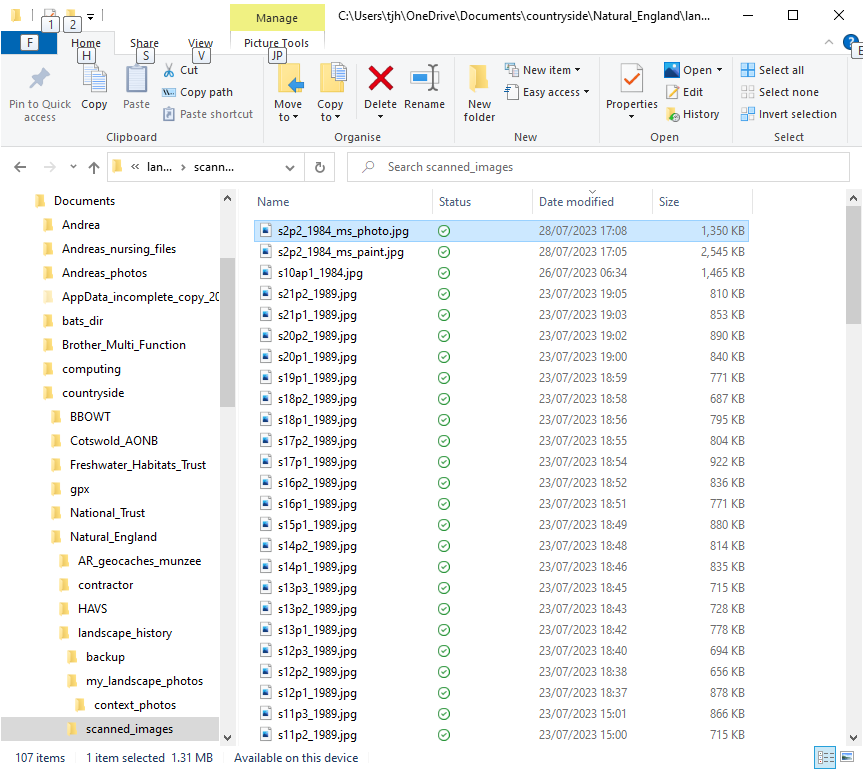 Manage C:\Users\tjh\OneDrive\Documents\countryside\Natural_England\lan...
1 2
F Home Share View Picture Tools
H S V JP E
Pin to Quick access
Copy
Paste
Cut
Copy path
Paste shortcut
Clipboard
Move to
Copy to
Delete
Rename
Organise
New folder
New item
Easy access
New
Properties
Open
Edit
History
Open
Select all
Select none
Invert selection
Select
« lan... › scann...
Search scanned_images
Documents
Andrea
Andreas_nursing_files
Andreas_photos
AppData_incomplete_copy_20
bats_dir
Brother_Multi_Function
computing
countryside
BBOWT
Cotswold_AONB
Freshwater_Habitats_Trust
gpx
National_Trust
Natural_England
AR_geocaches_munzee
contractor
HAVS
landscape_history
backup
my_landscape_photos
context_photos
scanned_images
Name Status Date modified Size
s2p2_1984_ms_photo.jpg 28/07/2023 17:08 1,350 KB
s2p2_1984_ms_paint.jpg 28/07/2023 17:05 2,545 KB
s10ap1_1984.jpg 26/07/2023 06:34 1,465 KB
s21p2_1989.jpg 23/07/2023 19:05 810 KB
s21p1_1989.jpg 23/07/2023 19:03 853 KB
s20p2_1989.jpg 23/07/2023 19:02 890 KB
s20p1_1989.jpg 23/07/2023 19:00 840 KB
s19p1_1989.jpg 23/07/2023 18:59 771 KB
s18p2_1989.jpg 23/07/2023 18:58 687 KB
s18p1_1989.jpg 23/07/2023 18:56 795 KB
s17p2_1989.jpg 23/07/2023 18:55 804 KB
s17p1_1989.jpg 23/07/2023 18:54 922 KB
s16p2_1989.jpg 23/07/2023 18:52 836 KB
s16p1_1989.jpg 23/07/2023 18:51 771 KB
s15p1_1989.jpg 23/07/2023 18:49 880 KB
s14p2_1989.jpg 23/07/2023 18:48 814 KB
s14p1_1989.jpg 23/07/2023 18:46 835 KB
s13p3_1989.jpg 23/07/2023 18:45 715 KB
s13p2_1989.jpg 23/07/2023 18:43 728 KB
s13p1_1989.jpg 23/07/2023 18:42 778 KB
s12p3_1989.jpg 23/07/2023 18:40 694 KB
s12p2_1989.jpg 23/07/2023 18:38 656 KB
s12p1_1989.jpg 23/07/2023 18:37 878 KB
s11p3_1989.jpg 23/07/2023 15:01 866 KB
s11p2_1989.jpg 23/07/2023 15:00 715 KB
107 items 1 item selected 1.31 MB Available on this device